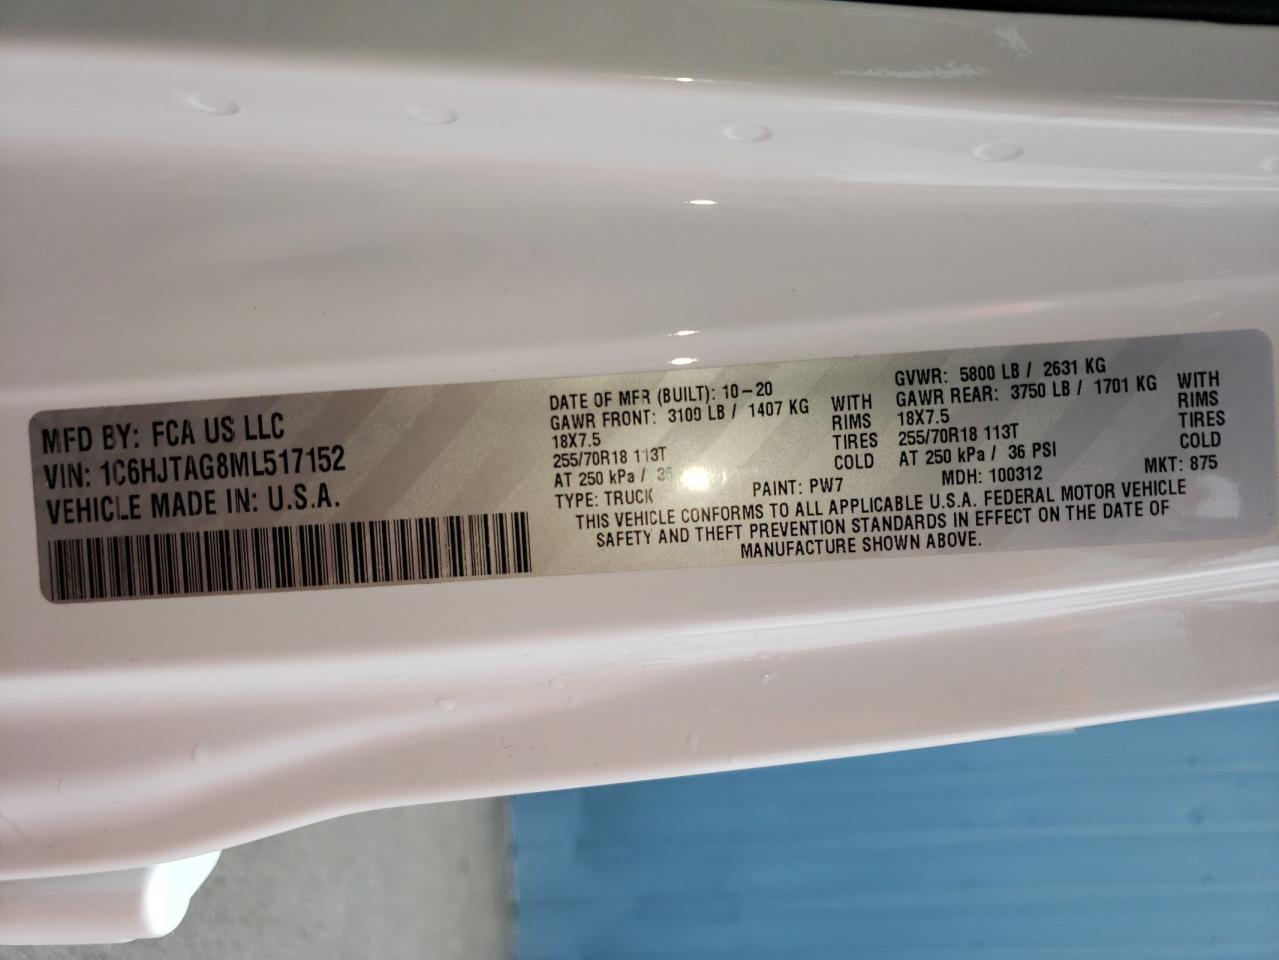 MFD BY: FCA US LLC
VIN: 1C6HJTAG8ML517152
VEHICLE MADE IN: U.S.A.
DATE OF MFR (BUILT): 10-20
GAWR FRONT: 3100 LB / 1407 KG WITH
18X7.5 RIMS
255/70R18 113T TIRES
AT 250 kPa / 36 COLD
TYPE: TRUCK
GVWR: 5800 LB / 2631 KG
GAWR REAR: 3750 LB / 1701 KG WITH
18X7.5 RIMS
255/70R18 113T TIRES
AT 250 kPa / 36 PSI COLD
PAINT: PW7 MDH: 100312 MKT: 875
THIS VEHICLE CONFORMS TO ALL APPLICABLE U.S.A. FEDERAL MOTOR VEHICLE
SAFETY AND THEFT PREVENTION STANDARDS IN EFFECT ON THE DATE OF
MANUFACTURE SHOWN ABOVE.